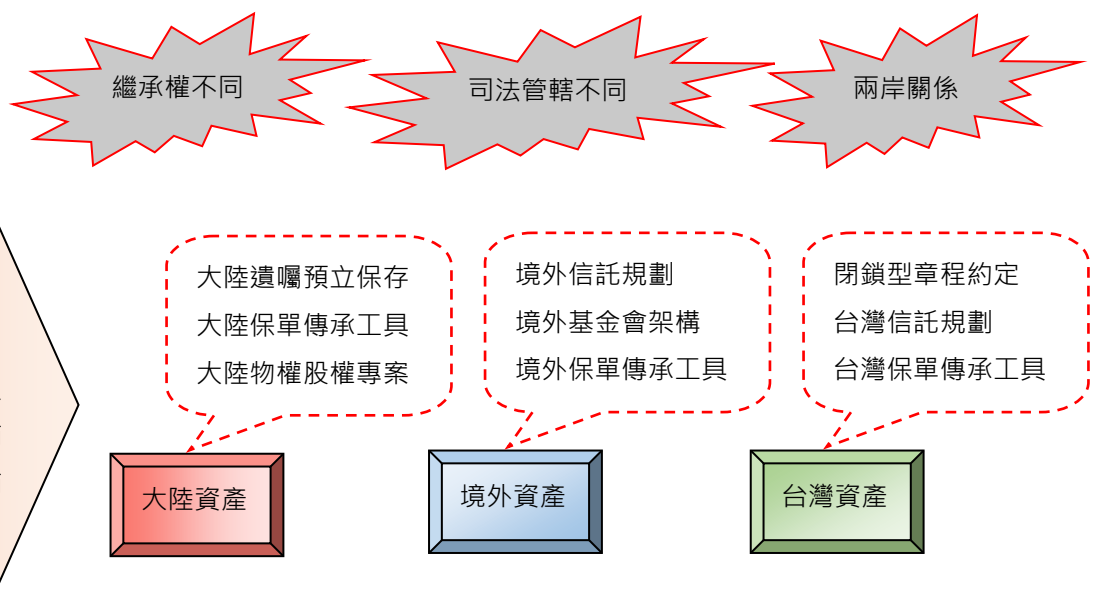 繼承權不同
司法管轄不同
兩岸關係
大陸遺囑預立保存
大陸保單傳承工具
大陸物權股權專案
境外信託規劃
境外基金會架構
境外保單傳承工具
閉鎖型章程約定
台灣信託規劃
台灣保單傳承工具
大陸資產
境外資產
台灣資產